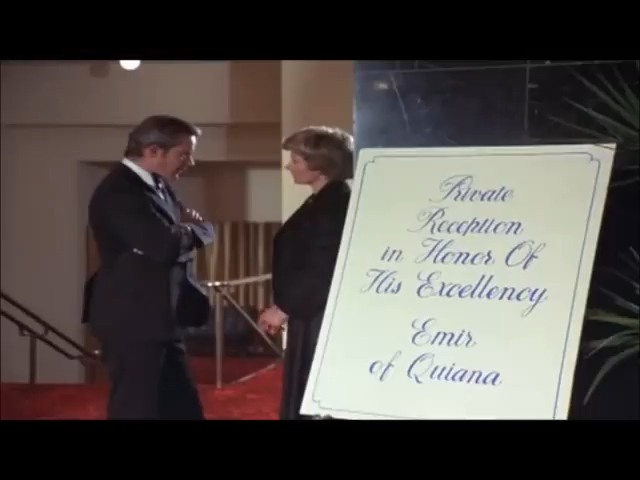 Private
Reception
in Honor Of
His Excellency
Emir
of Quiana